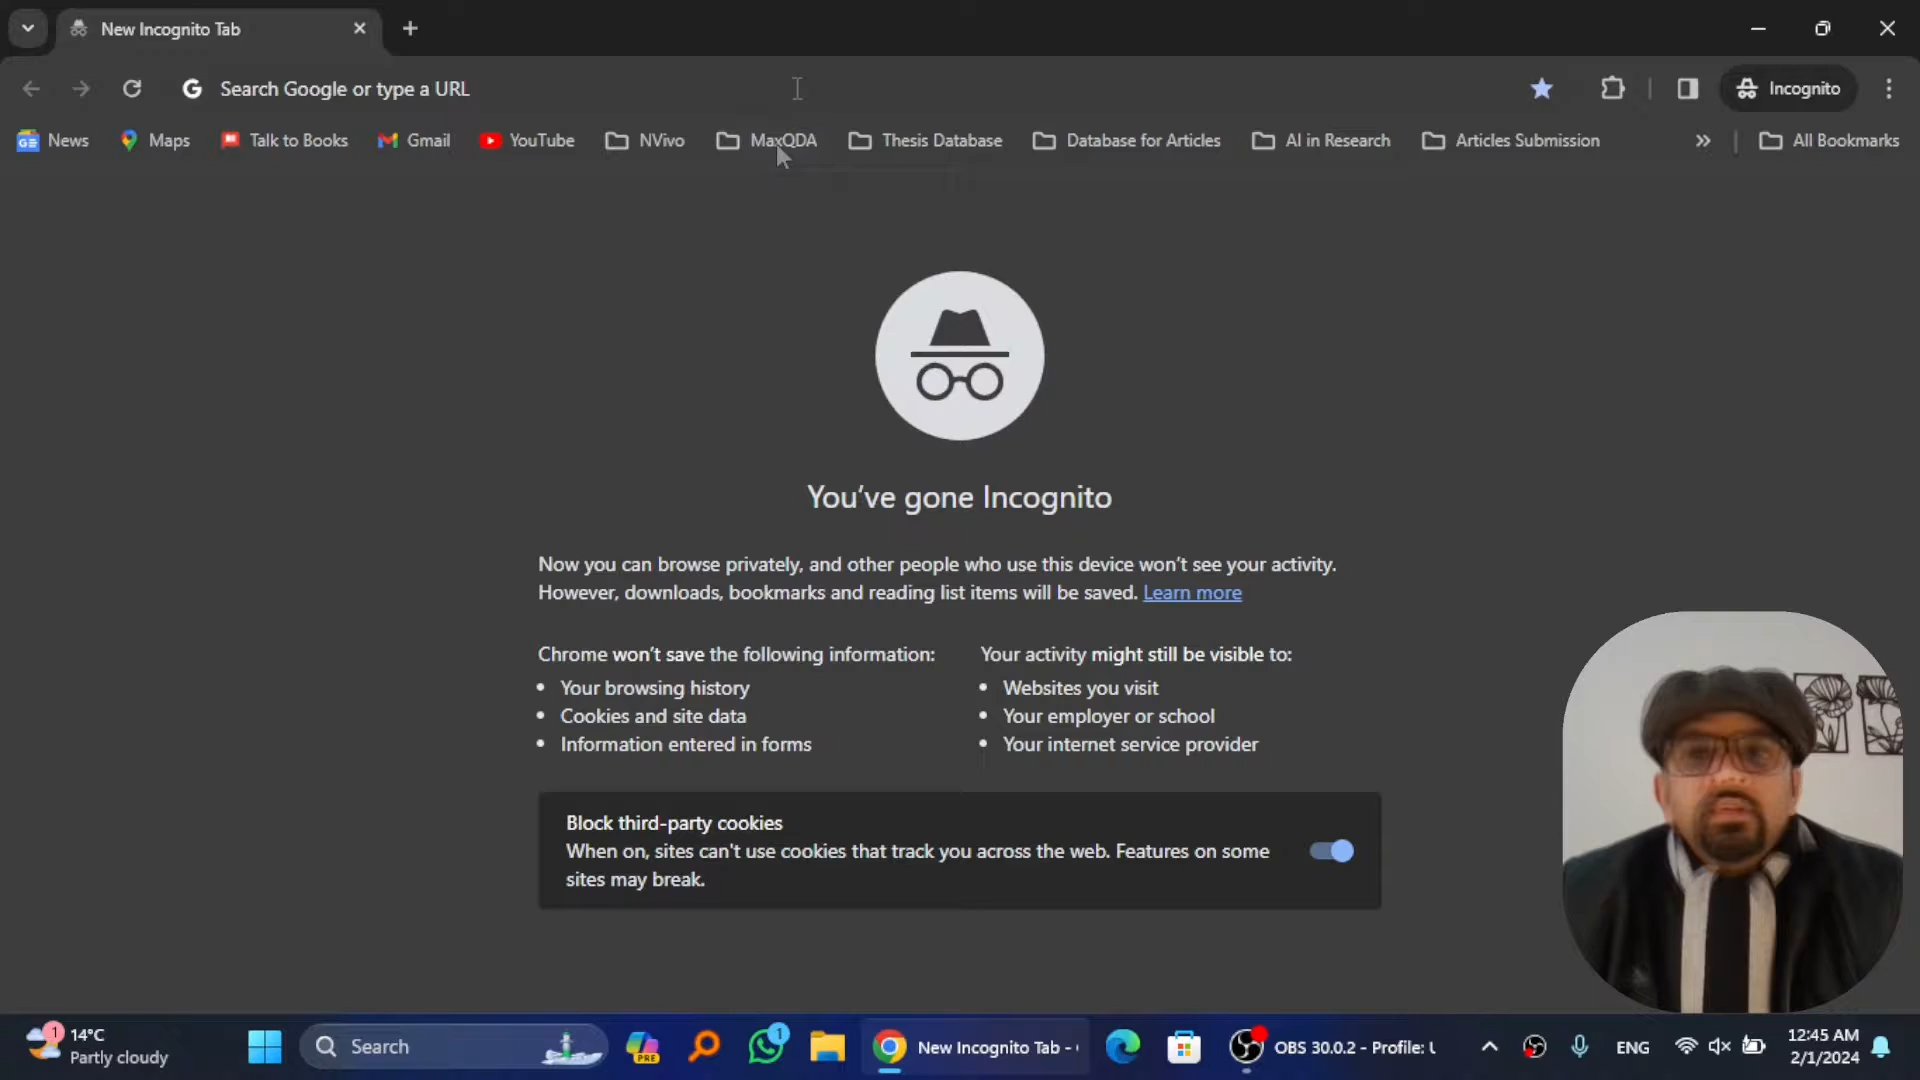 New Incognito Tab
Search Google or type a URL
Incognito
News Maps Talk to Books Gmail YouTube NVivo MaxQDA Thesis Database Database for Articles AI in Research Articles Submission All Bookmarks
You've gone Incognito
Now you can browse privately, and other people who use this device won't see your activity.
However, downloads, bookmarks and reading list items will be saved. Learn more
Chrome won't save the following information:
• Your browsing history
• Cookies and site data
• Information entered in forms
Your activity might still be visible to:
• Websites you visit
• Your employer or school
• Your internet service provider
Block third-party cookies
When on, sites can't use cookies that track you across the web. Features on some
sites may break.
1
14°C
Partly cloudy
Search
PRE
1
New Incognito Tab -
OBS 30.0.2 - Profile: U
ENG
12:45 AM
2/1/2024